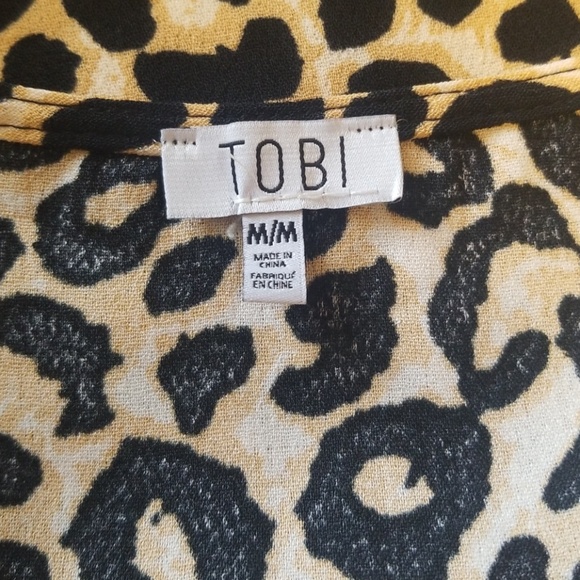 TOBI
M/M
MADE IN
CHINA
FABRIQUÉ
EN CHINE